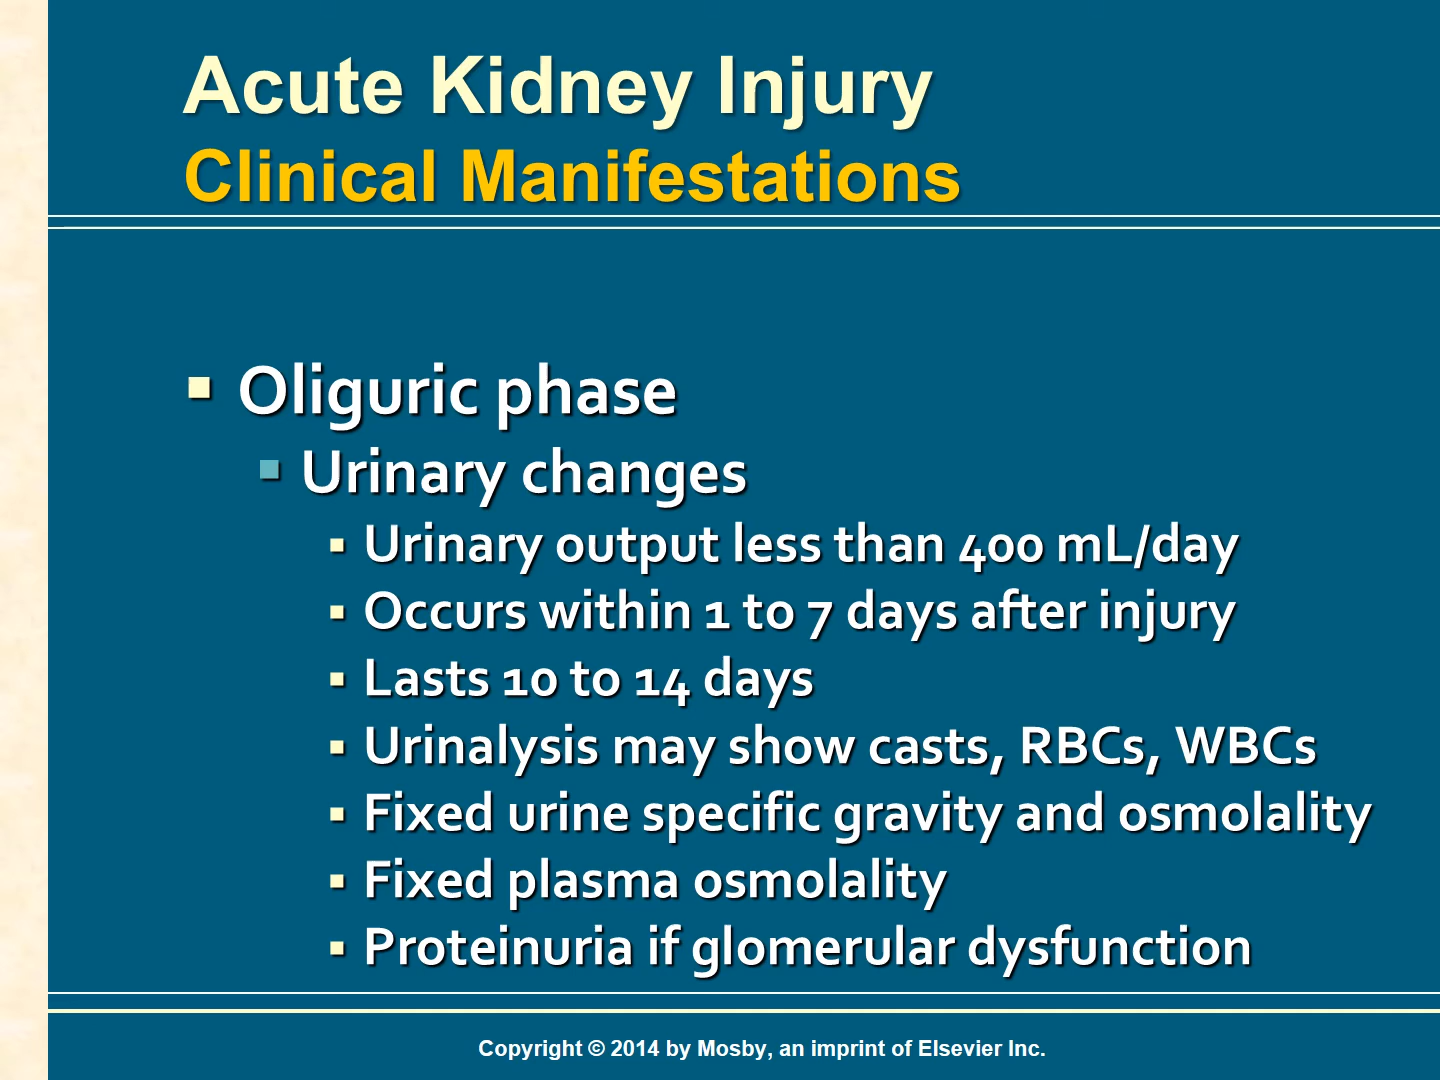 Acute Kidney Injury
Clinical Manifestations
Oliguric phase
Urinary changes
Urinary output less than 400 mL/day
Occurs within 1 to 7 days after injury
Lasts 10 to 14 days
Urinalysis may show casts, RBCs, WBCs
Fixed urine specific gravity and osmolality
Fixed plasma osmolality
Proteinuria if glomerular dysfunction
Copyright © 2014 by Mosby, an imprint of Elsevier Inc.